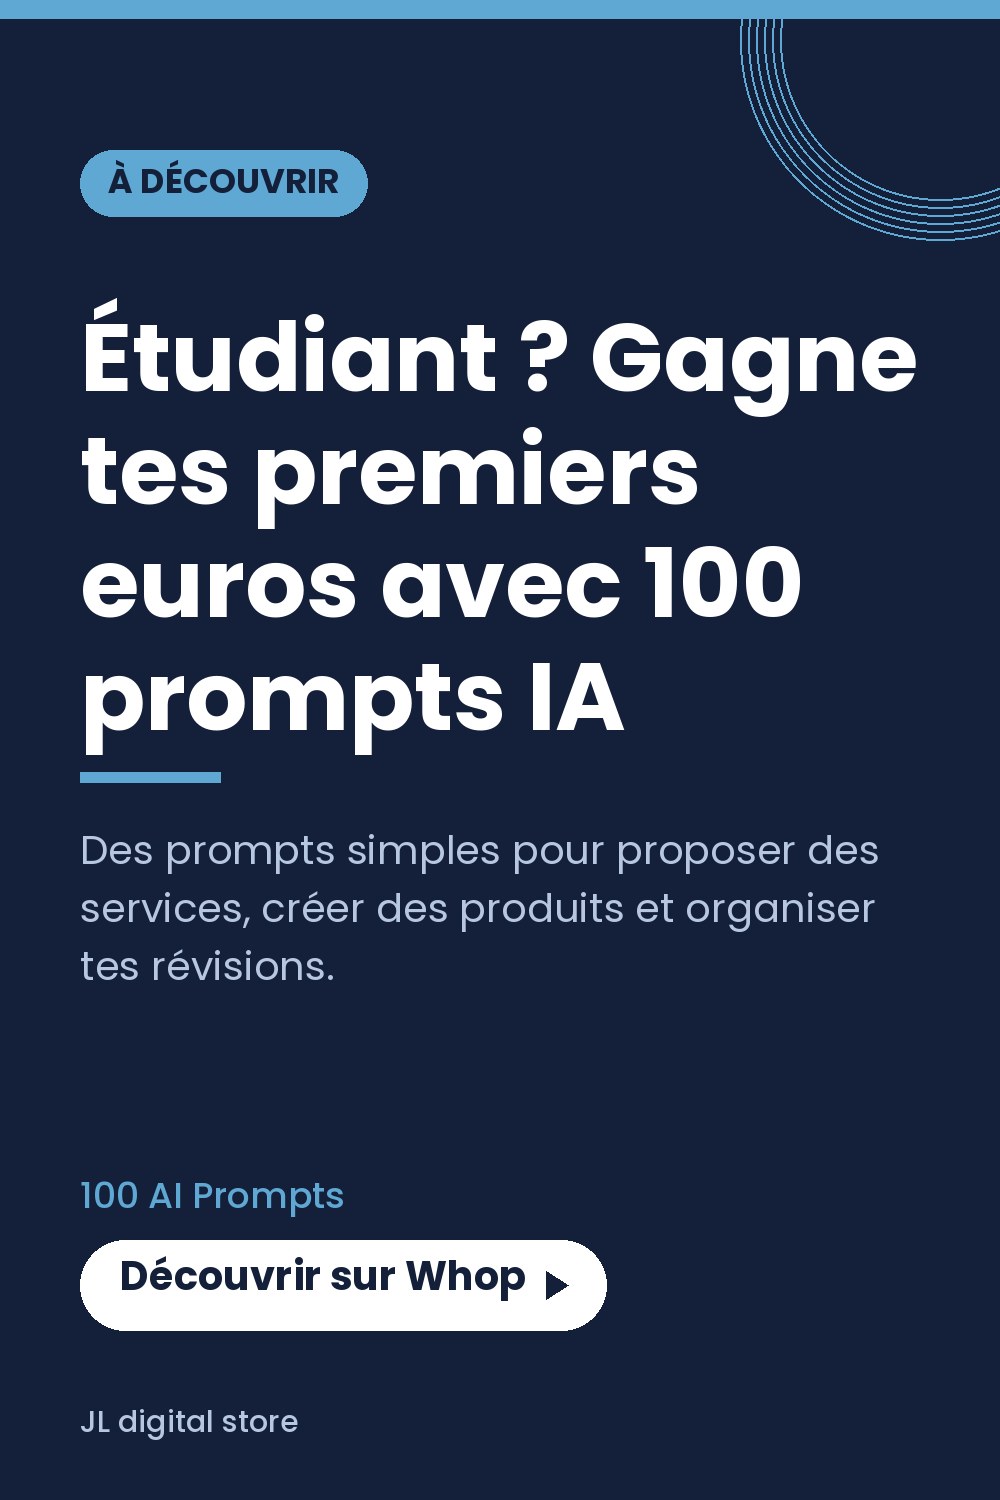 À DÉCOUVRIR
Étudiant ? Gagne
tes premiers
euros avec 100
prompts IA
Des prompts simples pour proposer des
services, créer des produits et organiser
tes révisions.
100 AI Prompts
Découvrir sur Whop
JL digital store